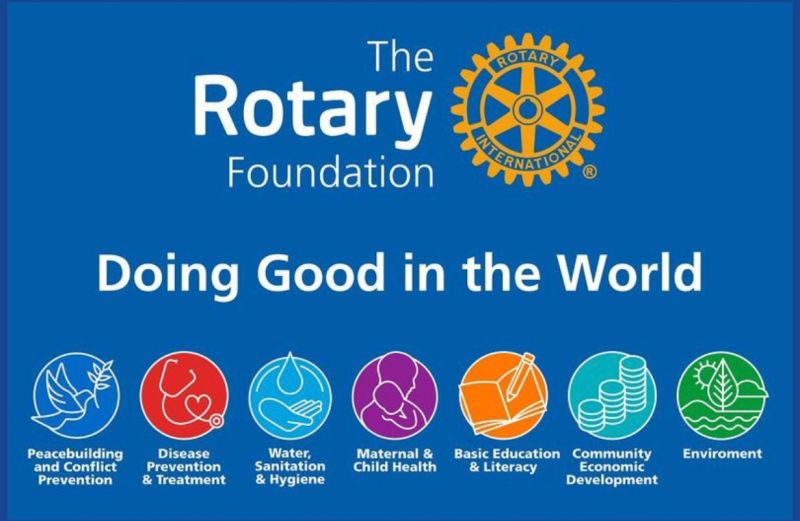 The
Rotary
Foundation
ROTARY
INTERNATIONAL
®
Doing Good in the World
Peacebuilding
and Conflict
Prevention
Disease
Prevention
& Treatment
Water,
Sanitation
& Hygiene
Maternal &
Child Health
Basic Education
& Literacy
Community
Economic
Development
Enviroment